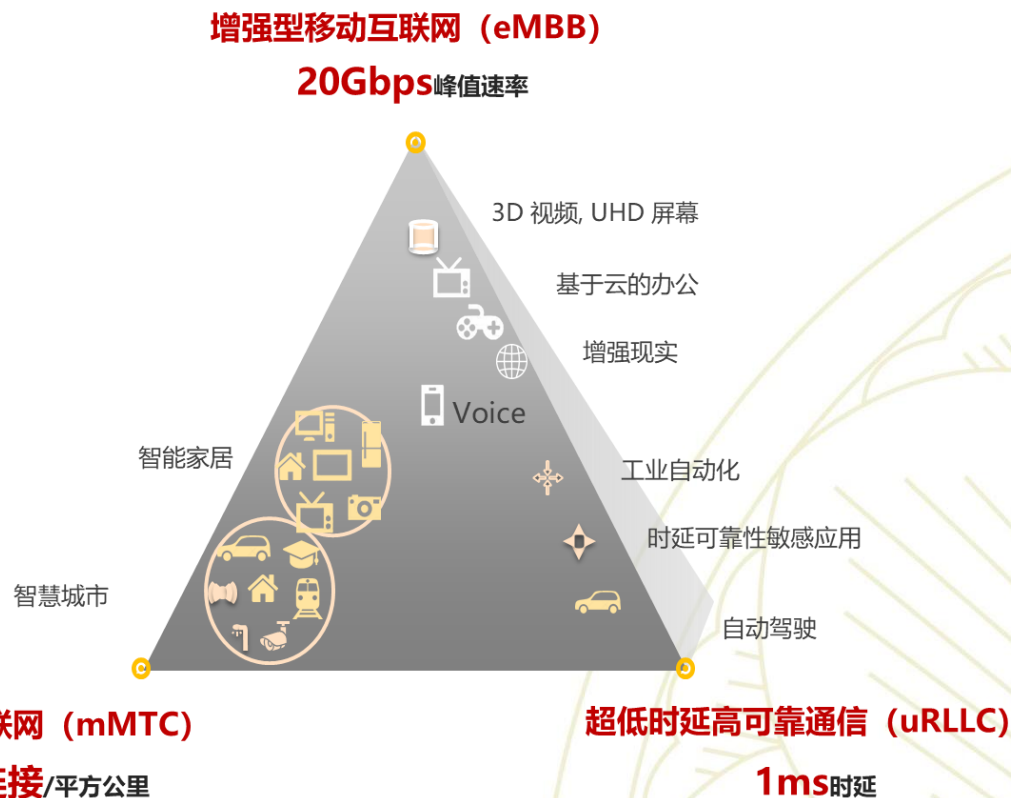 增强型移动互联网（eMBB）
20Gbps峰值速率
3D 视频, UHD 屏幕
基于云的办公
增强现实
Voice
智能家居
工业自动化
时延可靠性敏感应用
智慧城市
自动驾驶
联网（mMTC）
超低时延高可靠通信（uRLLC）
连接/平方公里
1ms时延